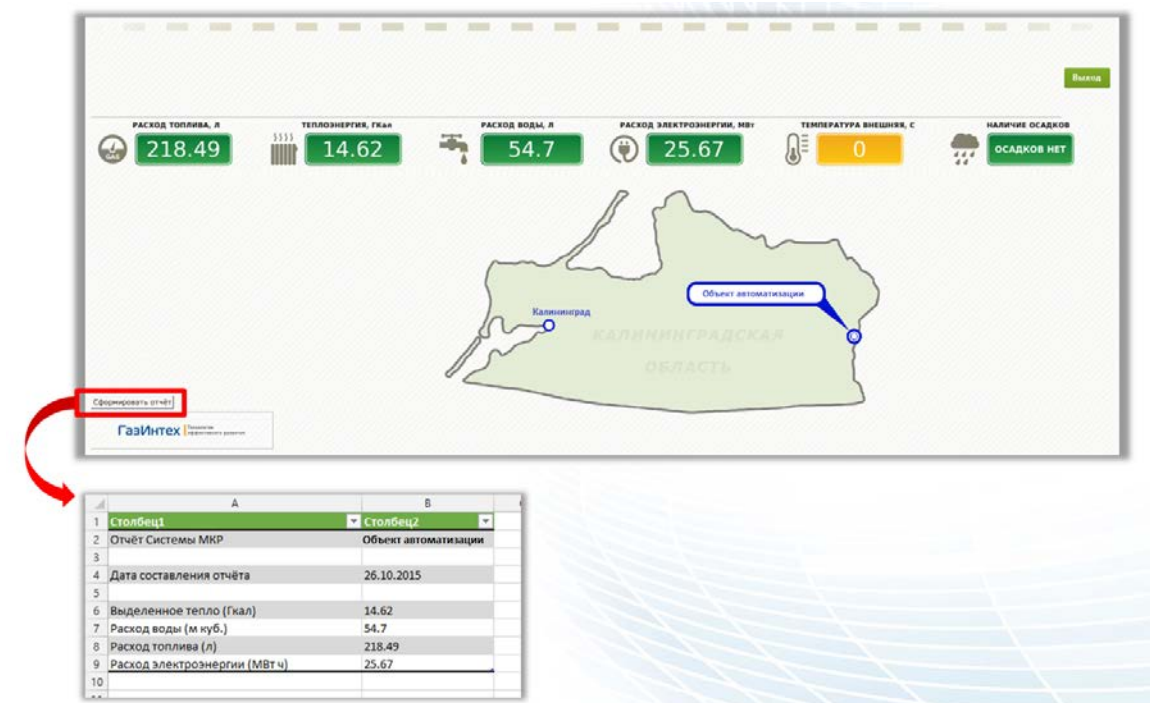 Выход
РАСХОД ТОПЛИВА, Л
ТЕПЛОЭНЕРГИЯ, ГКал
РАСХОД ВОДЫ, Л
РАСХОД ЭЛЕКТРОЭНЕРГИИ, МВт
ТЕМПЕРАТУРА ВНЕШНЯЯ, С
НАЛИЧИЕ ОСАДКОВ
GAS
218.49
14.62
54.7
25.67
0
ОСАДКОВ НЕТ
Объект автоматизации
Калининград
КАЛИНИНГРАДСКАЯ
ОБЛАСТЬ
Сформировать отчёт
ГазИнтех
A B
1 Столбец1 Столбец2
2 Отчёт Системы МКР Объект автоматизации
3
4 Дата составления отчёта 26.10.2015
5
6 Выделенное тепло (Гкал) 14.62
7 Расход воды (м куб.) 54.7
8 Расход топлива (л) 218.49
9 Расход электроэнергии (МВт ч) 25.67
10